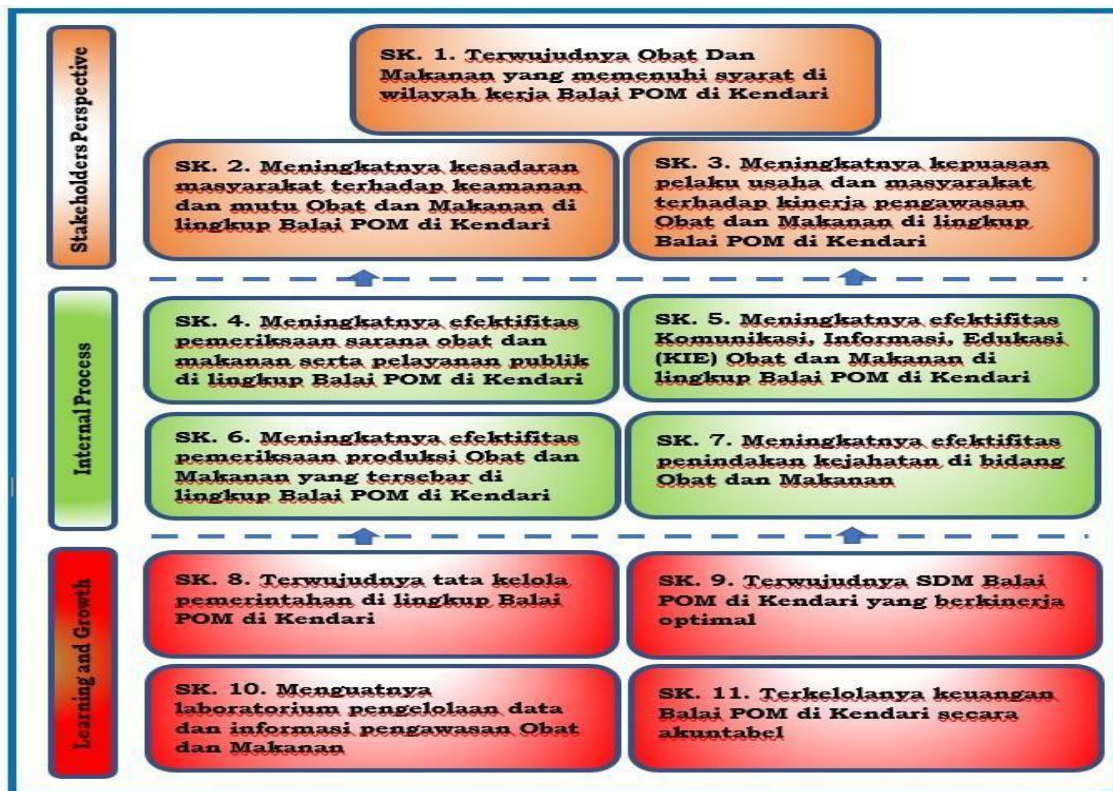 Stakeholders Perspective
SK. 1. Terwujudnya Obat Dan
Makanan yang memenuhi syarat di
wilayah kerja Balai POM di Kendari
SK. 2. Meningkatnya kesadaran
masyarakat terhadap keamanan
dan mutu Obat dan Makanan di
lingkup Balai POM di Kendari
SK. 3. Meningkatnya kepuasan
pelaku usaha dan masyarakat
terhadap kinerja pengawasan
Obat dan Makanan di lingkup
Balai POM di Kendari
Internal Process
SK. 4. Meningkatnya efektifitas
pemeriksaan sarana obat dan
makanan serta pelayanan publik
di lingkup Balai POM di Kendari
SK. 5. Meningkatnya efektifitas
Komunikasi, Informasi, Edukasi
(KIE) Obat dan Makanan di
lingkup Balai POM di Kendari
SK. 6. Meningkatnya efektifitas
pemeriksaan produksi Obat dan
Makanan yang tersebar di
lingkup Balai POM di Kendari
SK. 7. Meningkatnya efektifitas
penindakan kejahatan di bidang
Obat dan Makanan
Learning and Growth
SK. 8. Terwujudnya tata kelola
pemerintahan di lingkup Balai
POM di Kendari
SK. 9. Terwujudnya SDM Balai
POM di Kendari yang berkinerja
optimal
SK. 10. Menguatnya
laboratorium pengelolaan data
dan informasi pengawasan Obat
dan Makanan
SK. 11. Terkelolanya keuangan
Balai POM di Kendari secara
akuntabel